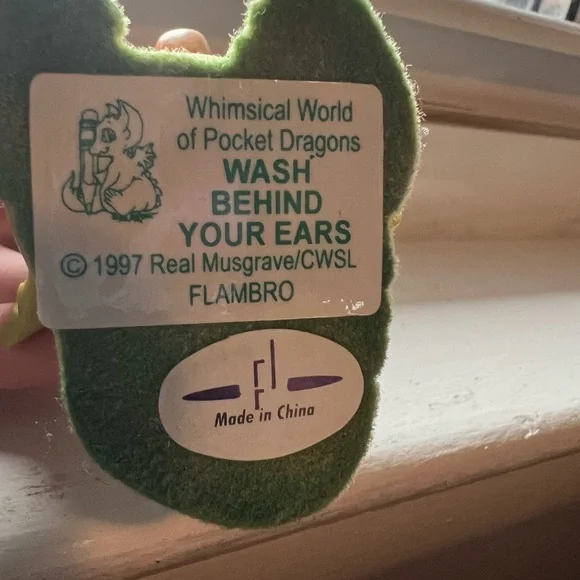 Whimsical World
of Pocket Dragons
WASH
BEHIND
YOUR EARS
© 1997 Real Musgrave/CWSL
FLAMBRO
Made in China